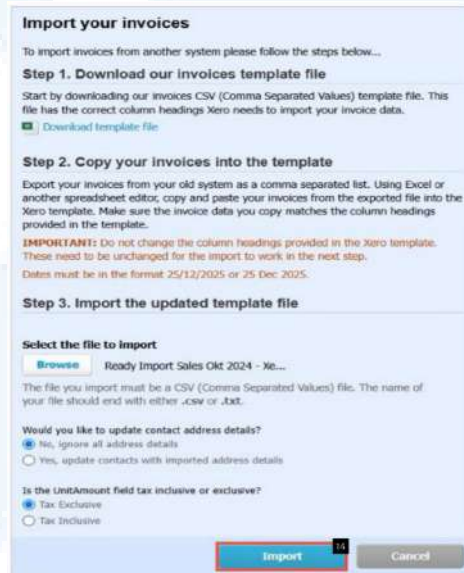 Import your invoices
To import invoices from another system please follow the steps below...
Step 1. Download our invoices template file
Start by downloading our invoices CSV (Comma Separated Values) template file. This
file has the correct column headings Xero needs to import your invoice data.
Download template file
Step 2. Copy your invoices into the template
Export your invoices from your old system as a comma separated list. Using Excel or
another spreadsheet editor, copy and paste your invoices from the exported file into the
Xero template. Make sure the invoice data you copy matches the column headings
provided in the template.
IMPORTANT: Do not change the column headings provided in the Xero template.
These need to be unchanged for the import to work in the next step.
Dates must be in the format 25/12/2025 or 25 Dec 2025.
Step 3. Import the updated template file
Select the file to import
Browse Ready Import Sales Okt 2024 - Xe...
The file you import must be a CSV (Comma Separated Values) file. The name of
your file should end with either .csv or .txt.
Would you like to update contact address details?
No, ignore all address details
Yes, update contacts with imported address details
Is the UnitAmount field tax inclusive or exclusive?
Tax Exclusive
Tax Inclusive
14
Import Cancel